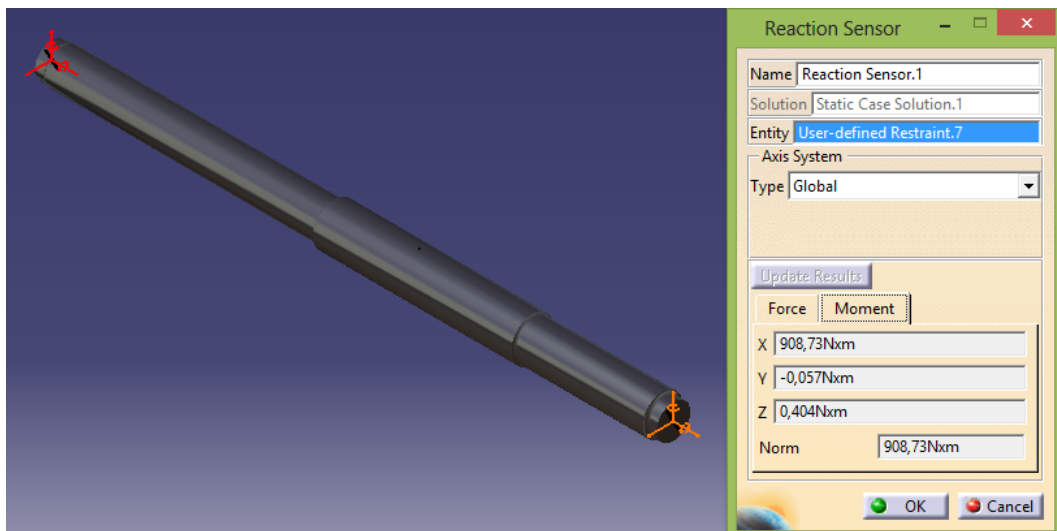 Reaction Sensor
Name Reaction Sensor.1
Solution Static Case Solution.1
Entity User-defined Restraint.7
Axis System
Type Global
Update Results
Force Moment
X 908,73Nxm
Y -0,057Nxm
Z 0,404Nxm
Norm 908,73Nxm
OK Cancel